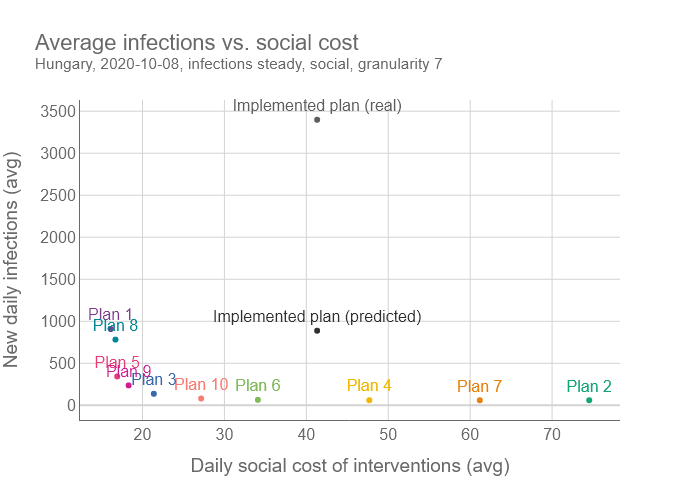 Average infections vs. social cost
Hungary, 2020-10-08, infections steady, social, granularity 7
New daily infections (avg)
3500
3000
2500
2000
1500
1000
500
0
Implemented plan (real)
Implemented plan (predicted)
Plan 1
Plan 8
Plan 5
Plan 9
Plan 3
Plan 10
Plan 6
Plan 4
Plan 7
Plan 2
20
30
40
50
60
70
Daily social cost of interventions (avg)